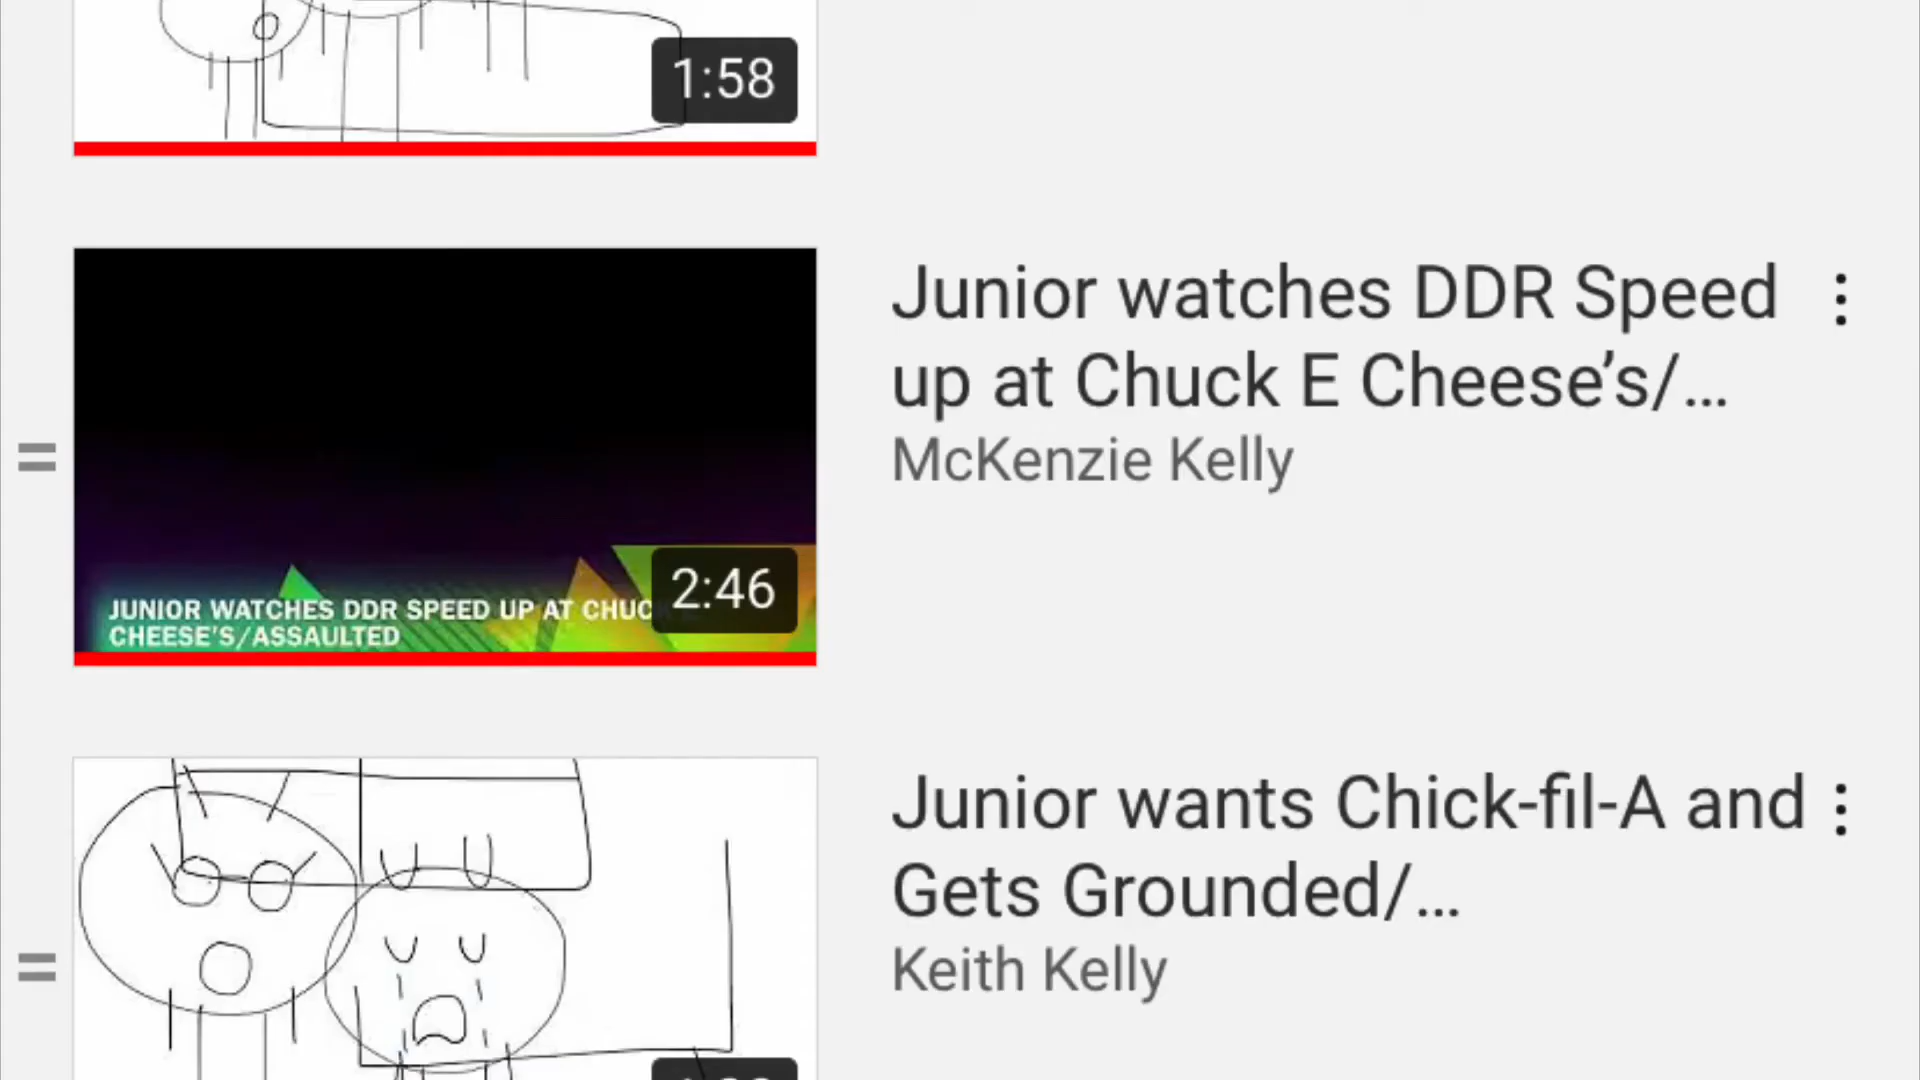 1:58
Junior watches DDR Speed
up at Chuck E Cheese’s/...
McKenzie Kelly
JUNIOR WATCHES DDR SPEED UP AT CHUC
CHEESE'S/ASSAULTED
2:46
Junior wants Chick-fil-A and
Gets Grounded/...
Keith Kelly